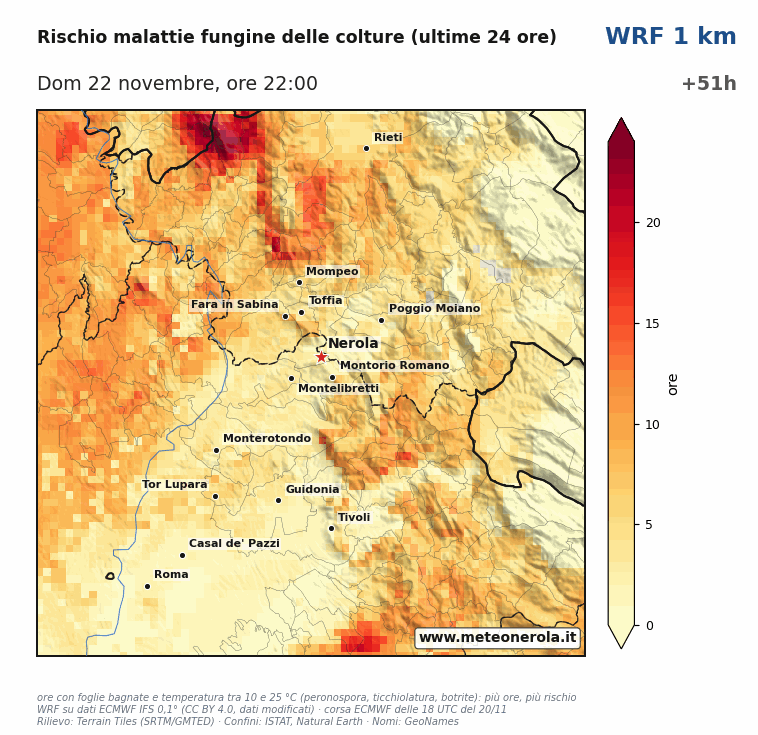 Rischio malattie fungine delle colture (ultime 24 ore)
WRF 1 km
Dom 22 novembre, ore 22:00
+51h
Rieti
Mompeo
Toffia
Fara in Sabina
Poggio Moiano
Nerola
Montorio Romano
Montelibretti
Monterotondo
Tor Lupara
Guidonia
Tivoli
Casal de' Pazzi
Roma
www.meteonerola.it
20
15
10
5
0
ore
ore con foglie bagnate e temperatura tra 10 e 25 °C (peronospora, ticchiolatura, botrite): più ore, più rischio
WRF su dati ECMWF IFS 0,1° (CC BY 4.0, dati modificati) · corsa ECMWF delle 18 UTC del 20/11
Rilievo: Terrain Tiles (SRTM/GMTED) · Confini: ISTAT, Natural Earth · Nomi: GeoNames